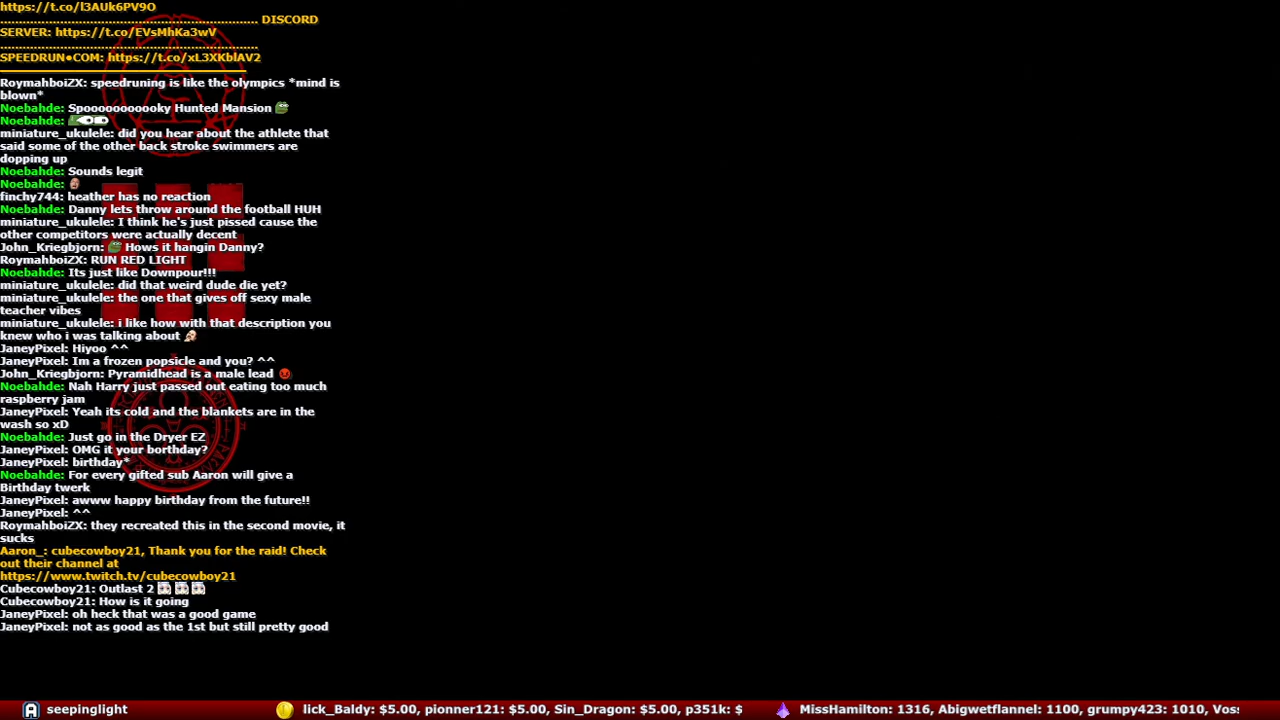 https://t.co/l3AUk6PV9O
..................................................................... DISCORD
SERVER: https://t.co/EVsMhKa3wV
.....................................................................
SPEEDRUN●COM: https://t.co/xL3XKblAV2
RoymahboiZX: speedruning is like the olympics *mind is
blown*
Noebahde: Spoooooooooky Hunted Mansion
Noebahde:
miniature_ukulele: did you hear about the athlete that
said some of the other back stroke swimmers are
dopping up
Noebahde: Sounds legit
Noebahde:
finchy744: heather has no reaction
Noebahde: Danny lets throw around the football HUH
miniature_ukulele: I think he's just pissed cause the
other competitors were actually decent
John_Kriegbjorn: Hows it hangin Danny?
RoymahboiZX: RUN RED LIGHT
Noebahde: Its just like Downpour!!!
miniature_ukulele: did that weird dude die yet?
miniature_ukulele: the one that gives off sexy male
teacher vibes
miniature_ukulele: i like how with that description you
knew who i was talking about
JaneyPixel: Hiyoo ^^
JaneyPixel: Im a frozen popsicle and you? ^^
John_Kriegbjorn: Pyramidhead is a male lead
Noebahde: Nah Harry just passed out eating too much
raspberry jam
JaneyPixel: Yeah its cold and the blankets are in the
wash so xD
Noebahde: Just go in the Dryer EZ
JaneyPixel: OMG it your borthday?
JaneyPixel: birthday*
Noebahde: For every gifted sub Aaron will give a
Birthday twerk
JaneyPixel: awww happy birthday from the future!!
JaneyPixel: ^^
RoymahboiZX: they recreated this in the second movie, it
sucks
Aaron_: cubecowboy21, Thank you for the raid! Check
out their channel at
https://www.twitch.tv/cubecowboy21
Cubecowboy21: Outlast 2
Cubecowboy21: How is it going
JaneyPixel: oh heck that was a good game
JaneyPixel: not as good as the 1st but still pretty good
A seepinglight lick_Baldy: $5.00, pionner121: $5.00, Sin_Dragon: $5.00, p351k: $ MissHamilton: 1316, Abigwetflannel: 1100, grumpy423: 1010, Vos